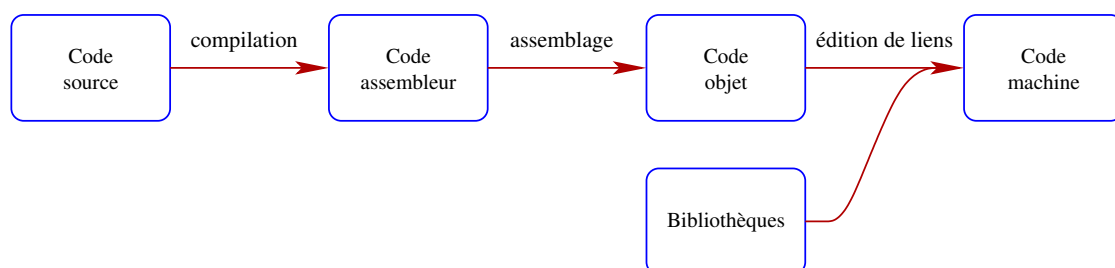 Code
source
compilation
Code
assembleur
assemblage
Code
objet
édition de liens
Code
machine
Bibliothèques